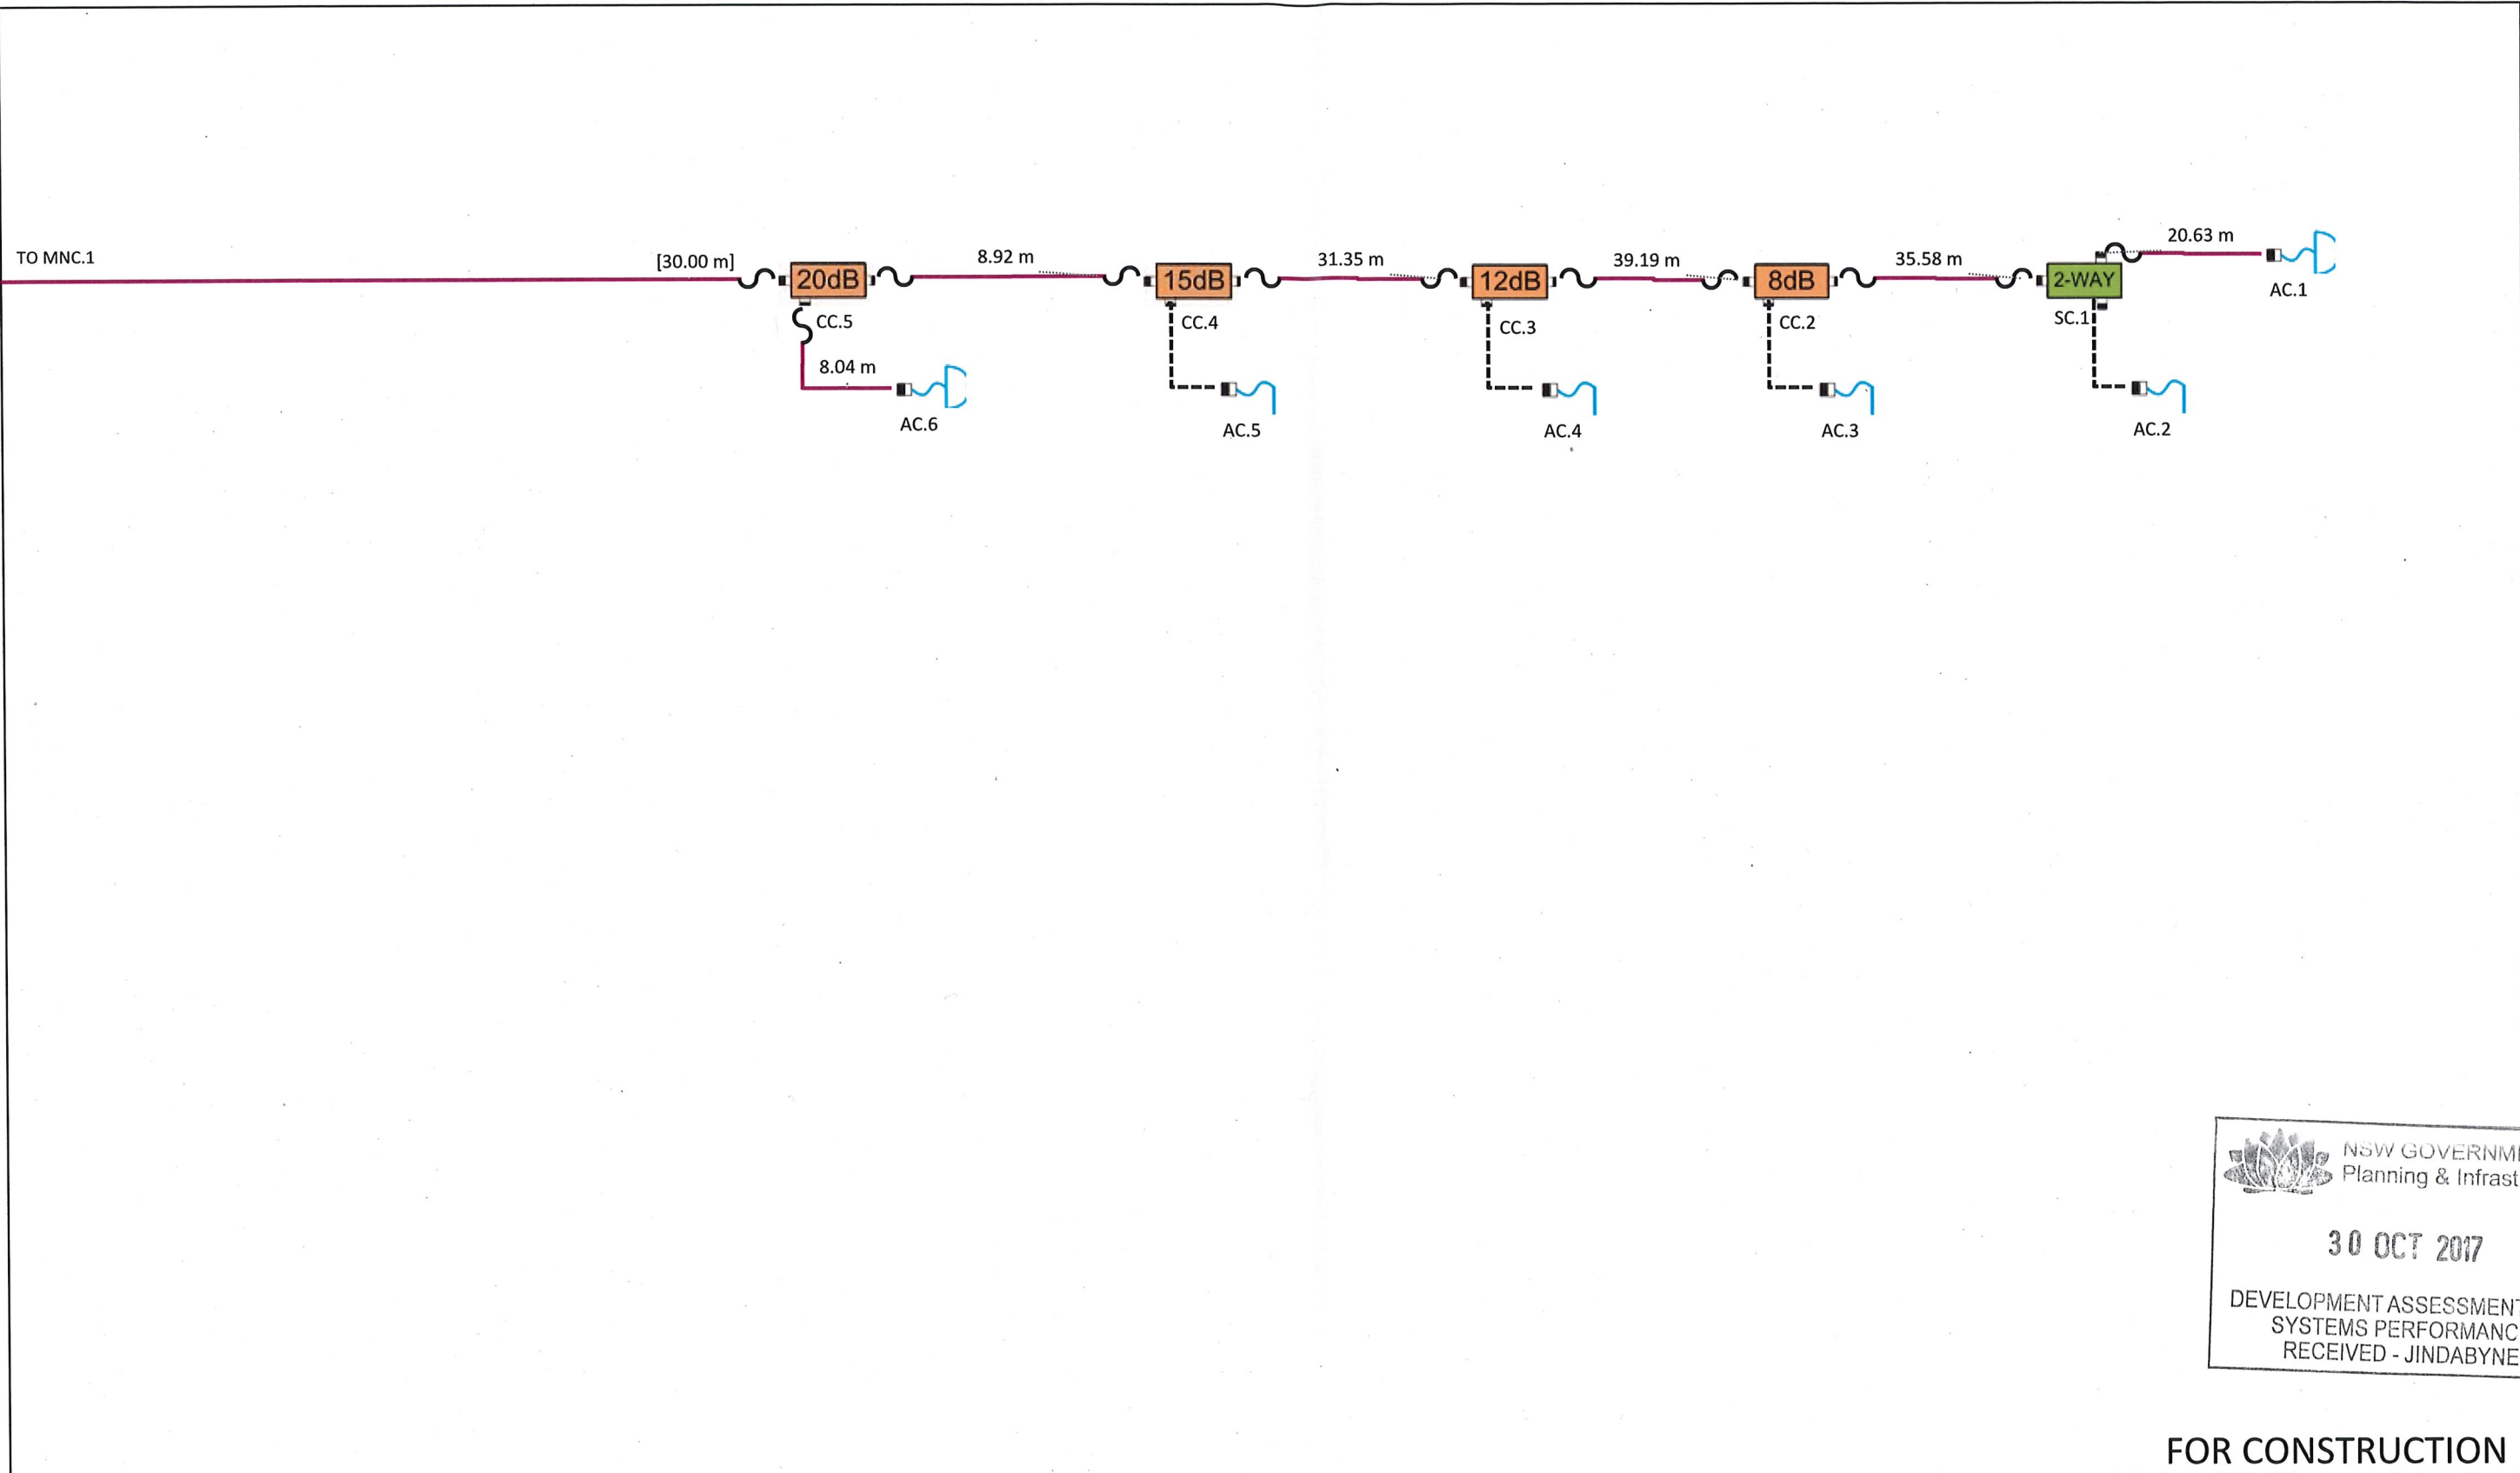 TO MNC.1
[30.00 m]
20dB
CC.5
8.04 m
AC.6
8.92 m
15dB
CC.4
AC.5
31.35 m
12dB
CC.3
AC.4
39.19 m
8dB
CC.2
AC.3
35.58 m
2-WAY
SC.1
20.63 m
AC.1
AC.2
NSW GOVERNM
Planning & Infrast
30 OCT 2017
DEVELOPMENT ASSESSMENT
SYSTEMS PERFORMANC
RECEIVED - JINDABYNE
FOR CONSTRUCTION